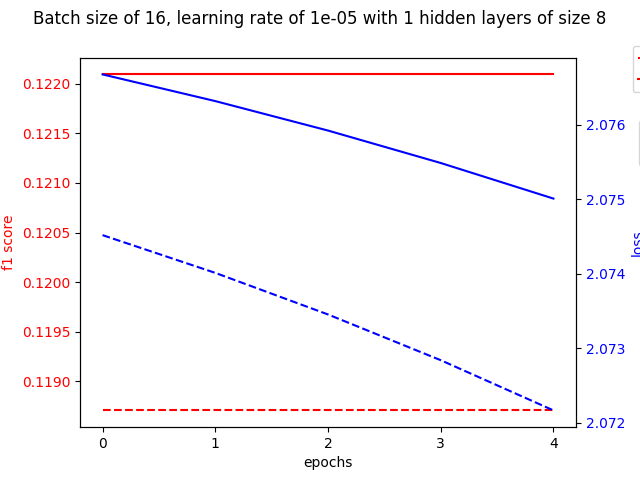 Batch size of 16, learning rate of 1e-05 with 1 hidden layers of size 8
0.1220
0.1215
0.1210
0.1205
0.1200
0.1195
0.1190
f1 score
2.076
2.075
2.074
2.073
2.072
loss
0 1 2 3 4
epochs